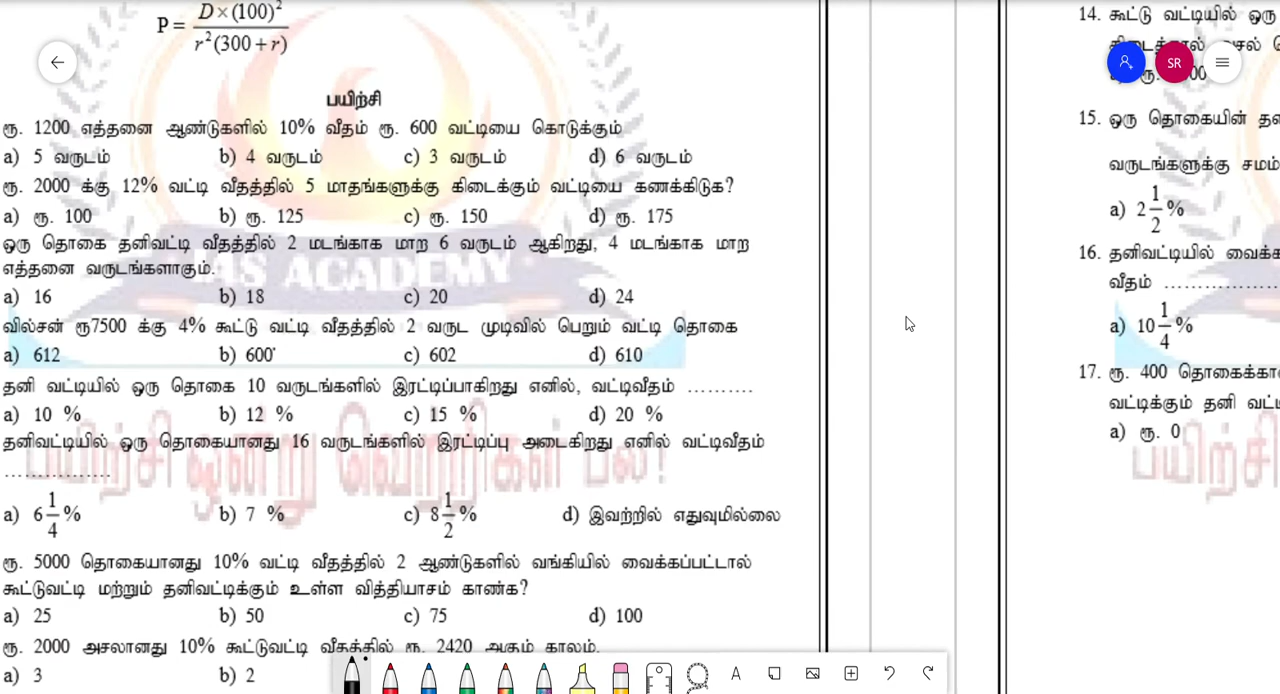 P = D×(100)² / r²(300+r)
பயிற்சி
ரூ. 1200 எத்தனை ஆண்டுகளில் 10% வீதம் ரூ. 600 வட்டியை கொடுக்கும்
a) 5 வருடம் b) 4 வருடம் c) 3 வருடம் d) 6 வருடம்
ரூ. 2000 க்கு 12% வட்டி வீதத்தில் 5 மாதங்களுக்கு கிடைக்கும் வட்டியை கணக்கிடுக?
a) ரூ. 100 b) ரூ. 125 c) ரூ. 150 d) ரூ. 175
ஒரு தொகை தனிவட்டி வீதத்தில் 2 மடங்காக மாற 6 வருடம் ஆகிறது, 4 மடங்காக மாற
எத்தனை வருடங்களாகும்.
IAS ACADEMY
a) 16 b) 18 c) 20 d) 24
வில்சன் ரூ7500 க்கு 4% கூட்டு வட்டி வீதத்தில் 2 வருட முடிவில் பெறும் வட்டி தொகை
a) 612 b) 600 c) 602 d) 610
தனி வட்டியில் ஒரு தொகை 10 வருடங்களில் இரட்டிப்பாகிறது எனில், வட்டிவீதம் ..........
a) 10 % b) 12 % c) 15 % d) 20 %
தனிவட்டியில் ஒரு தொகையானது 16 வருடங்களில் இரட்டிப்பு அடைகிறது எனில் வட்டிவீதம்
................
பயிற்சி ஒன்று வெற்றிகள் பல!
a) 6 1/4 % b) 7 % c) 8 1/2 % d) இவற்றில் எதுவுமில்லை
ரூ. 5000 தொகையானது 10% வட்டி வீதத்தில் 2 ஆண்டுகளில் வங்கியில் வைக்கப்பட்டால்
கூட்டுவட்டி மற்றும் தனிவட்டிக்கும் உள்ள வித்தியாசம் காண்க?
a) 25 b) 50 c) 75 d) 100
ரூ. 2000 அசலானது 10% கூட்டுவட்டி வீதத்தில் ரூ. 2420 ஆகும் காலம்.
a) 3 b) 2
14. கூட்டு வட்டியில் ஒரு
SR
15. ஒரு தொகையின்
வருடங்களுக்கு
a) 2 1/2 %
16. தனிவட்டியில்
வீதம் ................
a) 10 1/4 %
17. ரூ. 400
வட்டிக்கும் தனி
a) ரூ. 0
பயிற்சி
A